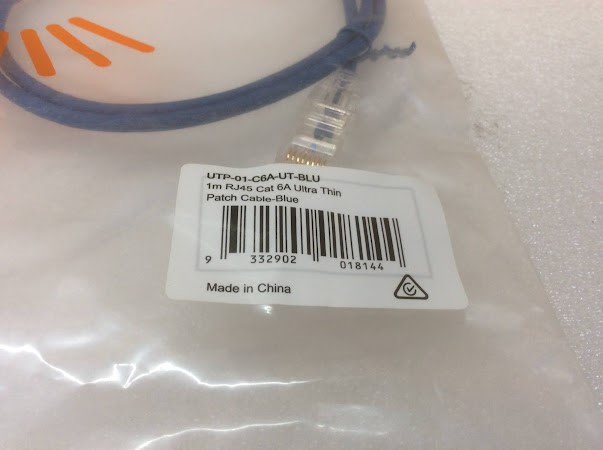 UTP-01-C6A-UT-BLU
1m RJ45 Cat 6A Ultra Thin
Patch Cable-Blue
9 332902 018144
Made in China